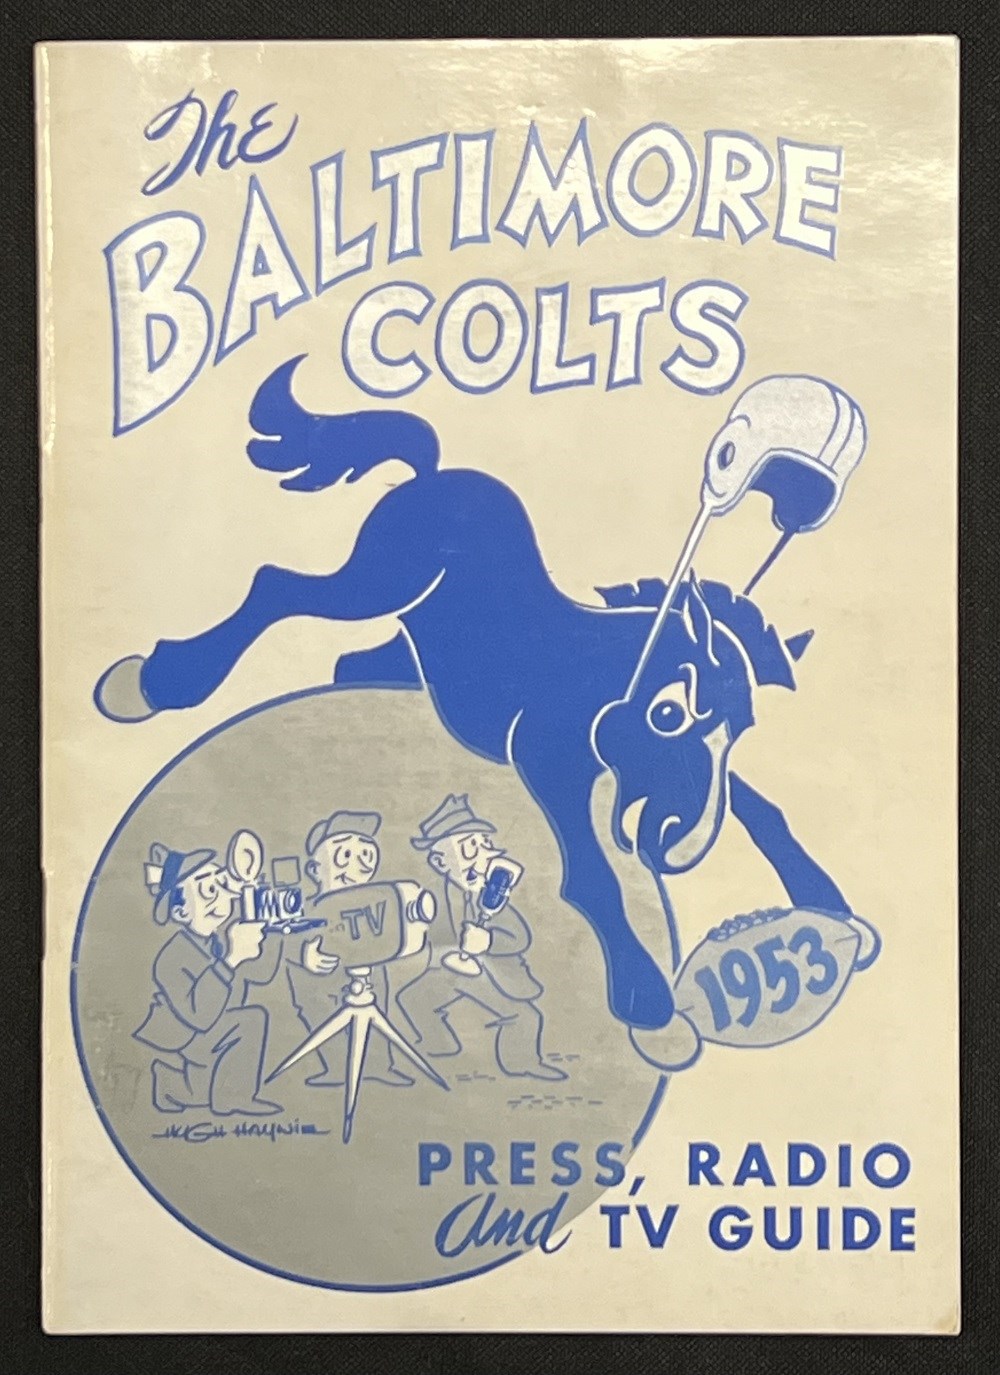 The
BALTIMORE
COLTS
TV
1953
HUGH HAYNIE
PRESS, RADIO
and TV GUIDE